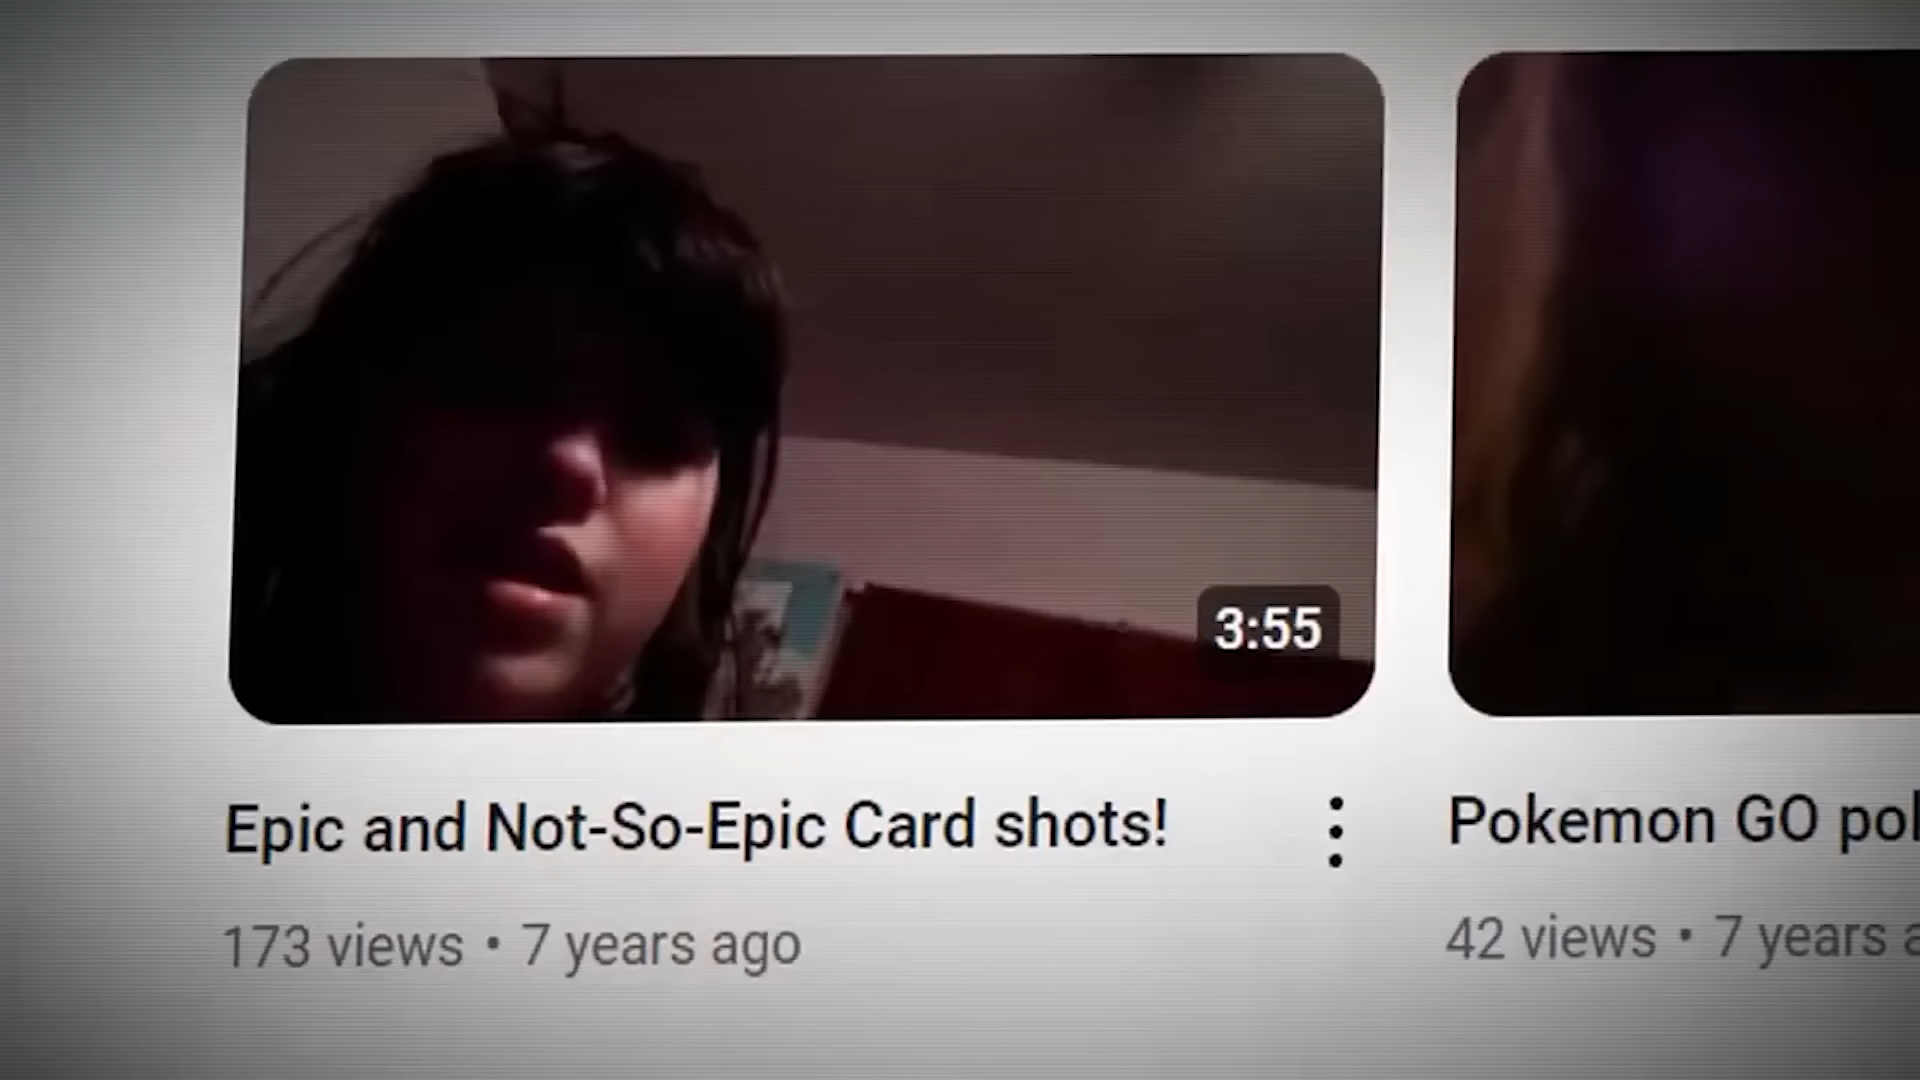 3:55
Epic and Not-So-Epic Card shots!
173 views • 7 years ago
Pokemon GO
42 views • 7 years